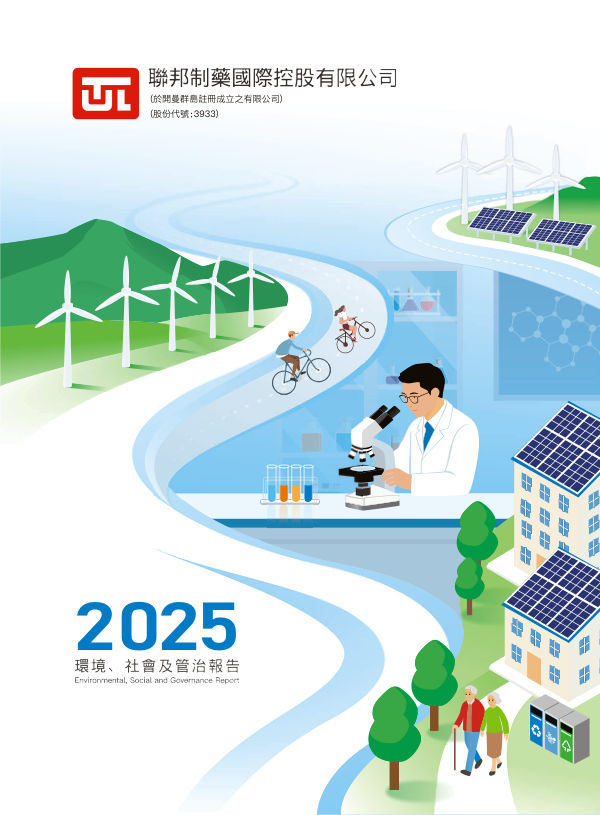 聯邦制藥國際控股有限公司
(於開曼群島註冊成立之有限公司)
(股份代號:3933)
2025
環境、社會及管治報告
Environmental, Social and Governance Report